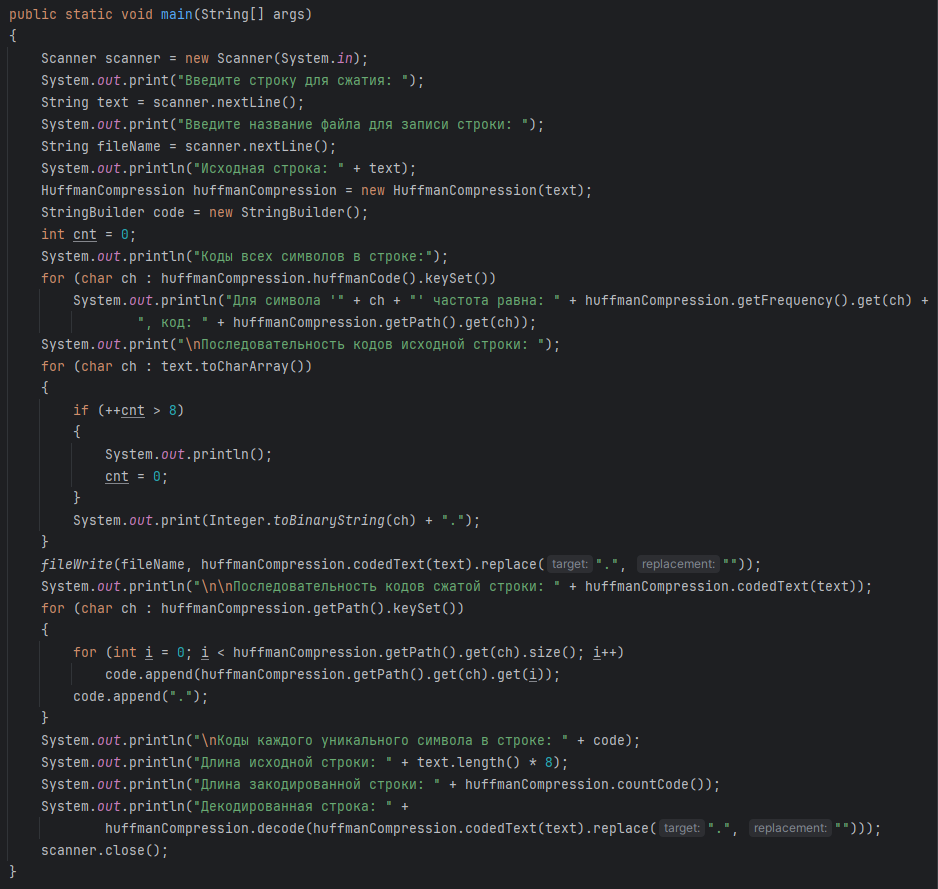 public static void main(String[] args)
{
    Scanner scanner = new Scanner(System.in);
    System.out.print("Введите строку для сжатия: ");
    String text = scanner.nextLine();
    System.out.print("Введите название файла для записи строки: ");
    String fileName = scanner.nextLine();
    System.out.println("Исходная строка: " + text);
    HuffmanCompression huffmanCompression = new HuffmanCompression(text);
    StringBuilder code = new StringBuilder();
    int cnt = 0;
    System.out.println("Коды всех символов в строке:");
    for (char ch : huffmanCompression.huffmanCode().keySet())
        System.out.println("Для символа '" + ch + "' частота равна: " + huffmanCompression.getFrequency().get(ch) +
                ", код: " + huffmanCompression.getPath().get(ch));
    System.out.print("\nПоследовательность кодов исходной строки: ");
    for (char ch : text.toCharArray())
    {
        if (++cnt > 8)
        {
            System.out.println();
            cnt = 0;
        }
        System.out.print(Integer.toBinaryString(ch) + ".");
    }
    fileWrite(fileName, huffmanCompression.codedText(text).replace( target: ".", replacement: ""));
    System.out.println("\n\nПоследовательность кодов сжатой строки: " + huffmanCompression.codedText(text));
    for (char ch : huffmanCompression.getPath().keySet())
    {
        for (int i = 0; i < huffmanCompression.getPath().get(ch).size(); i++)
            code.append(huffmanCompression.getPath().get(ch).get(i));
        code.append(".");
    }
    System.out.println("\nКоды каждого уникального символа в строке: " + code);
    System.out.println("Длина исходной строки: " + text.length() * 8);
    System.out.println("Длина закодированной строки: " + huffmanCompression.countCode());
    System.out.println("Декодированная строка: " +
            huffmanCompression.decode(huffmanCompression.codedText(text).replace( target: ".", replacement: "")));
    scanner.close();
}